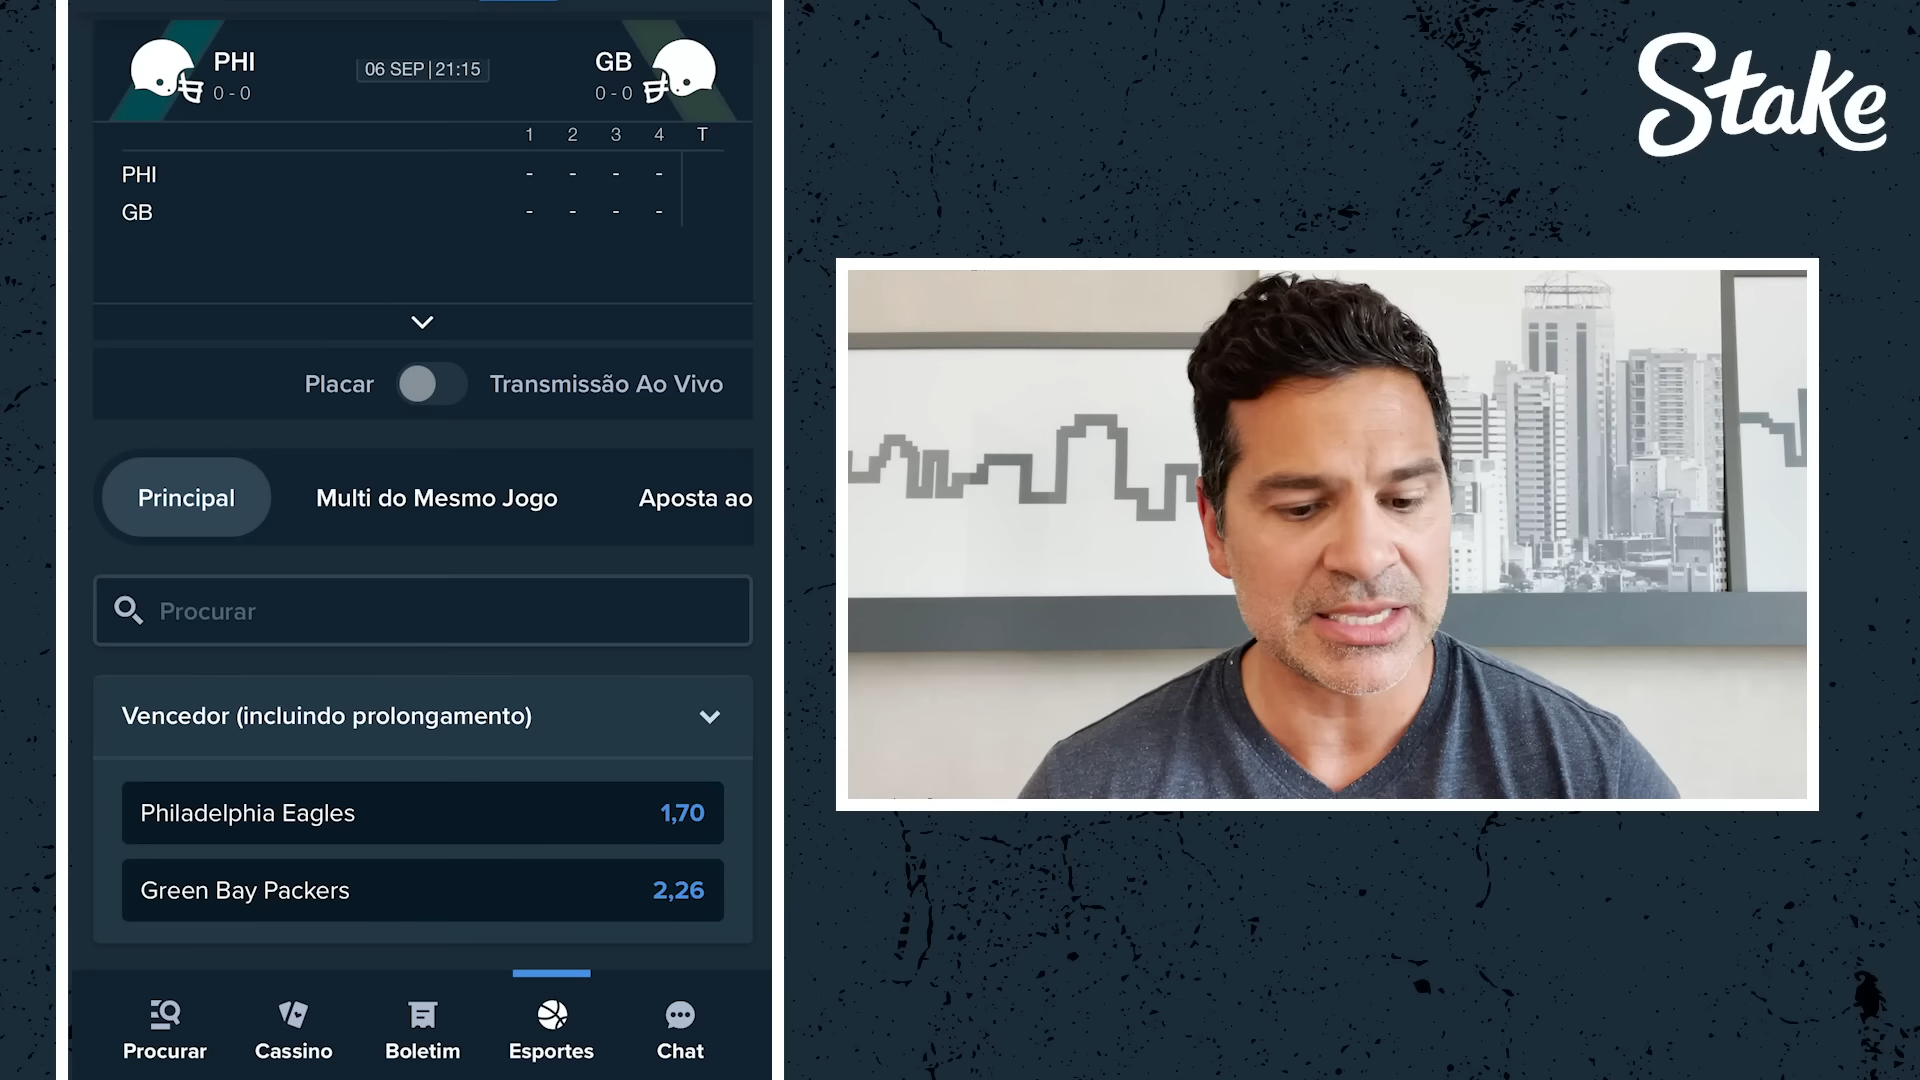 PHI
0 - 0
06 SEP | 21:15
GB
0 - 0
1 2 3 4 T
PHI - - - -
GB - - - -
Placar Transmissão Ao Vivo
Principal Multi do Mesmo Jogo Aposta ao
Procurar
Vencedor (incluindo prolongamento)
Philadelphia Eagles 1,70
Green Bay Packers 2,26
Procurar Cassino Boletim Esportes Chat
Stake